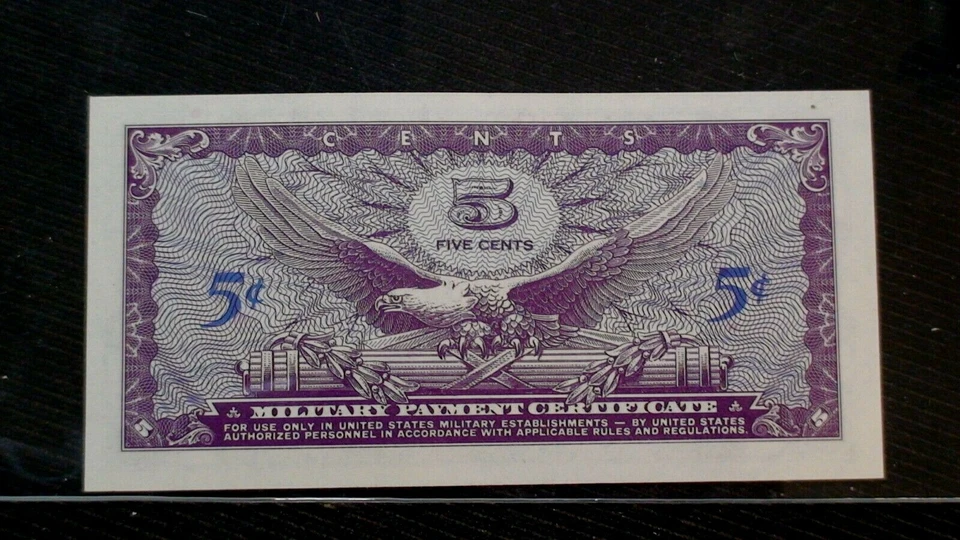 CENTS
5
FIVE CENTS
5¢ 5¢
MILITARY PAYMENT CERTIFICATE
5 FOR USE ONLY IN UNITED STATES MILITARY ESTABLISHMENTS — BY UNITED STATES 5
AUTHORIZED PERSONNEL IN ACCORDANCE WITH APPLICABLE RULES AND REGULATIONS.